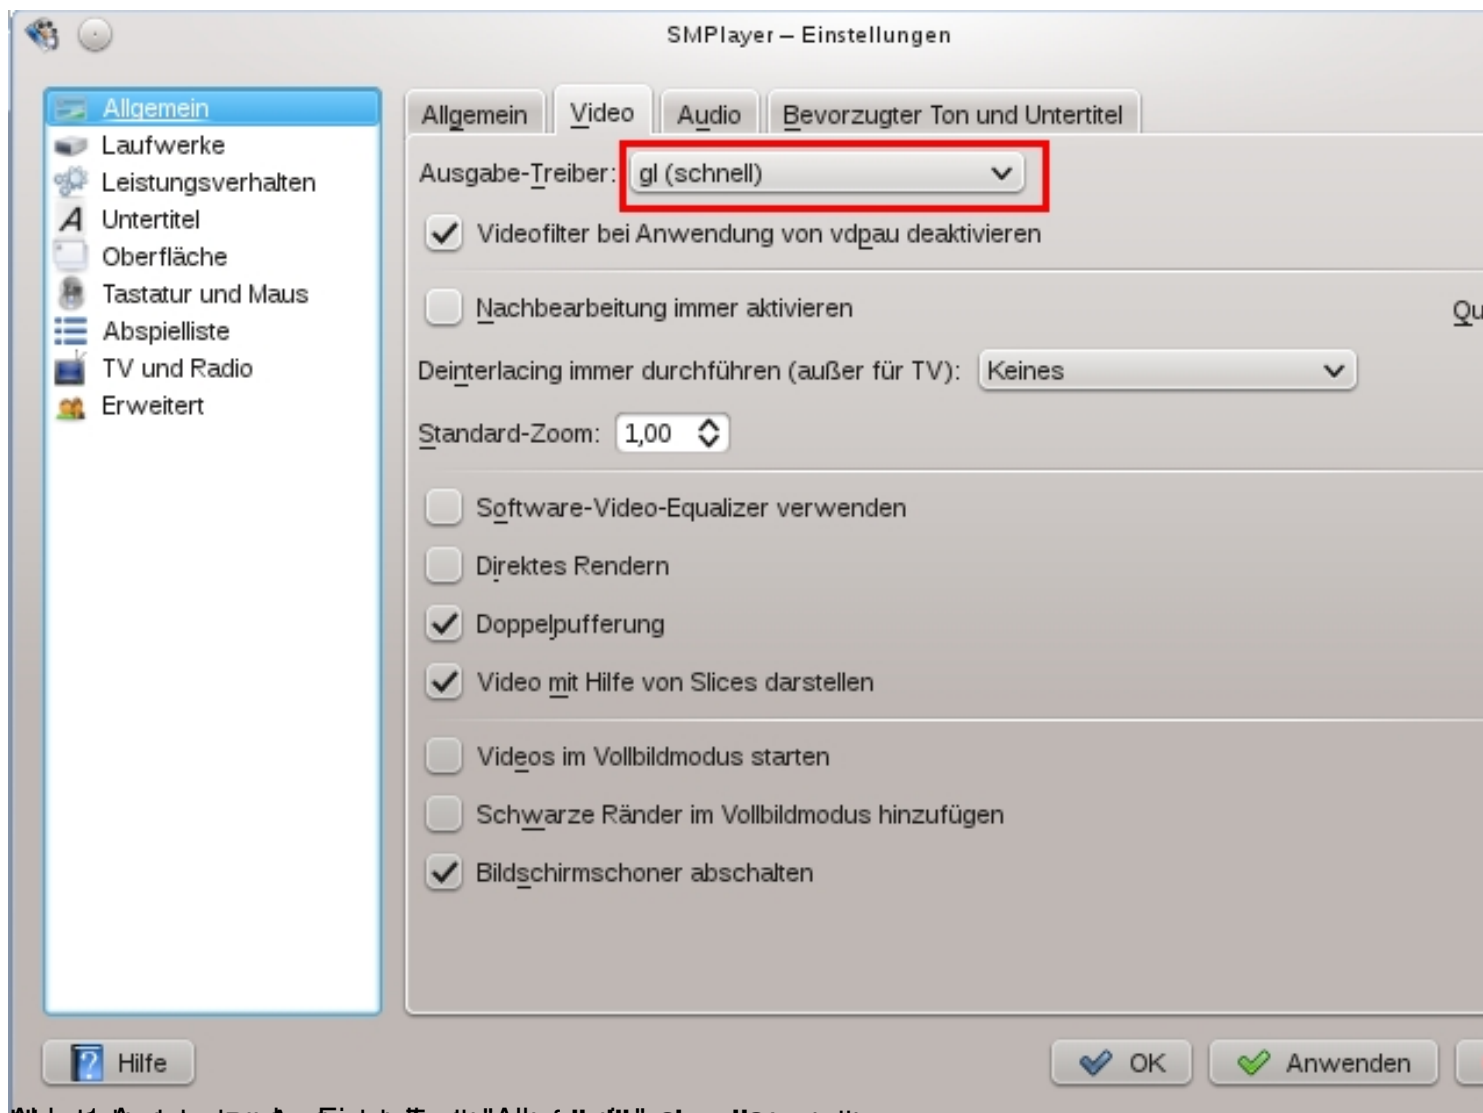 SMPlayer – Einstellungen
Allgemein
Laufwerke
Leistungsverhalten
Untertitel
Oberfläche
Tastatur und Maus
Abspielliste
TV und Radio
Erweitert
Allgemein Video Audio Bevorzugter Ton und Untertitel
Ausgabe-Treiber: gl (schnell)
Videofilter bei Anwendung von vdpau deaktivieren
Nachbearbeitung immer aktivieren Qu
Deinterlacing immer durchführen (außer für TV): Keines
Standard-Zoom: 1,00
Software-Video-Equalizer verwenden
Direktes Rendern
Doppelpufferung
Video mit Hilfe von Slices darstellen
Videos im Vollbildmodus starten
Schwarze Ränder im Vollbildmodus hinzufügen
Bildschirmschoner abschalten
Hilfe OK Anwenden